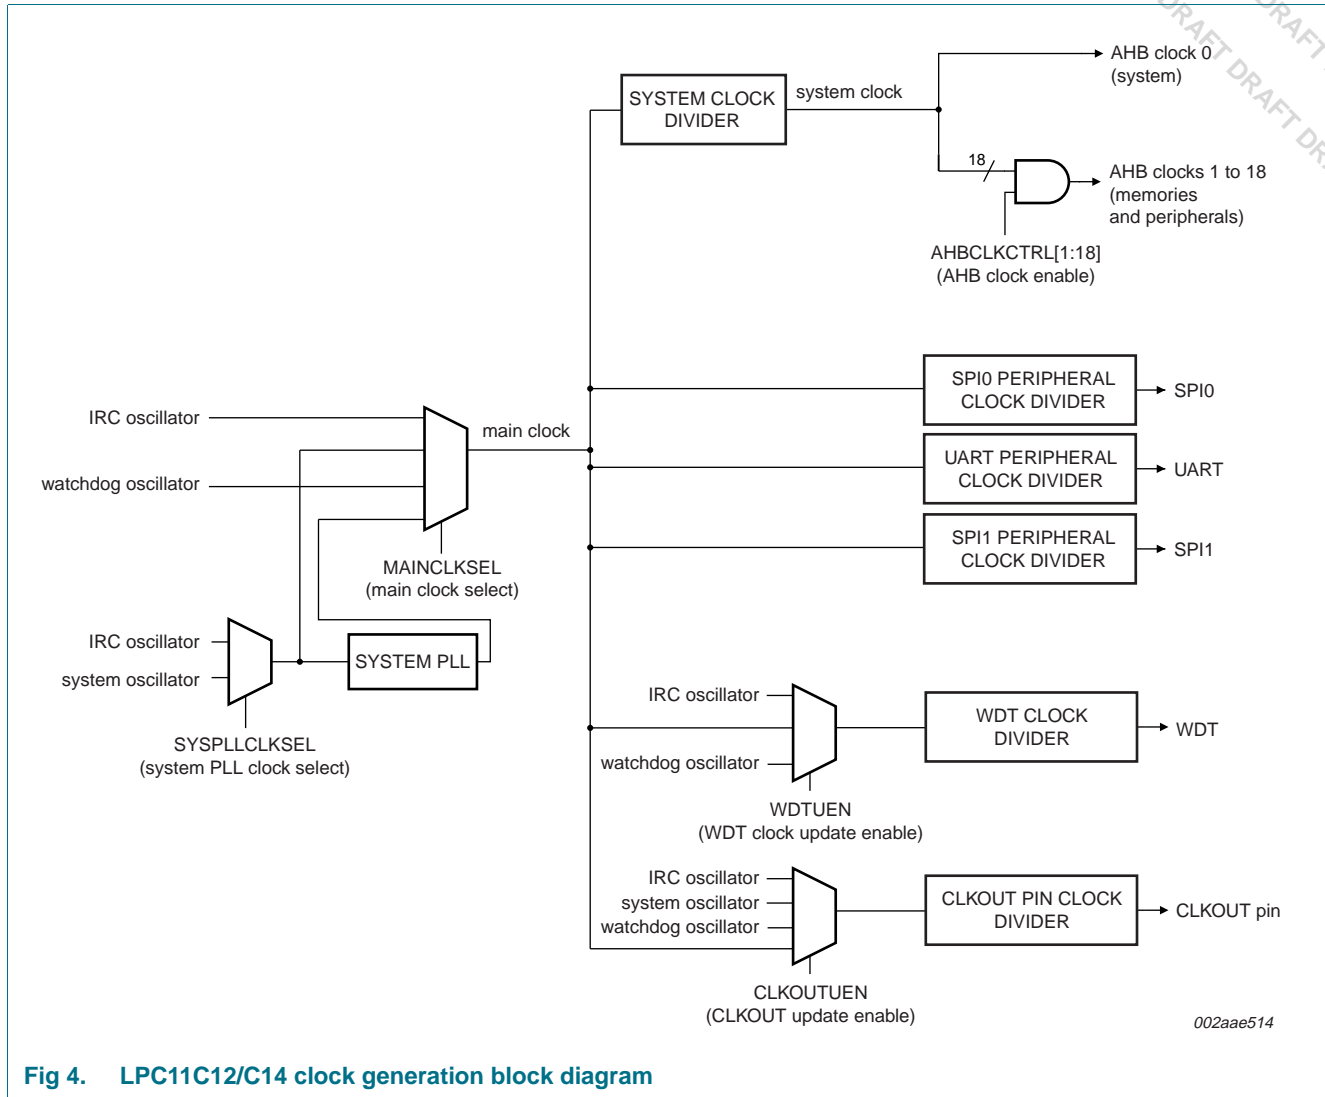 DRAFT DRAFT DRAFT
DRAFT
AHB clock 0
(system)
SYSTEM CLOCK
DIVIDER
system clock
18
AHB clocks 1 to 18
(memories
and peripherals)
AHBCLKCTRL[1:18]
(AHB clock enable)
SPI0 PERIPHERAL
CLOCK DIVIDER
SPI0
IRC oscillator
main clock
UART PERIPHERAL
CLOCK DIVIDER
UART
watchdog oscillator
SPI1 PERIPHERAL
CLOCK DIVIDER
SPI1
MAINCLKSEL
(main clock select)
IRC oscillator
system oscillator
SYSTEM PLL
SYSPLLCLKSEL
(system PLL clock select)
IRC oscillator
watchdog oscillator
WDT CLOCK
DIVIDER
WDT
WDTUEN
(WDT clock update enable)
IRC oscillator
system oscillator
watchdog oscillator
CLKOUT PIN CLOCK
DIVIDER
CLKOUT pin
CLKOUTUEN
(CLKOUT update enable)
002aae514
Fig 4. LPC11C12/C14 clock generation block diagram